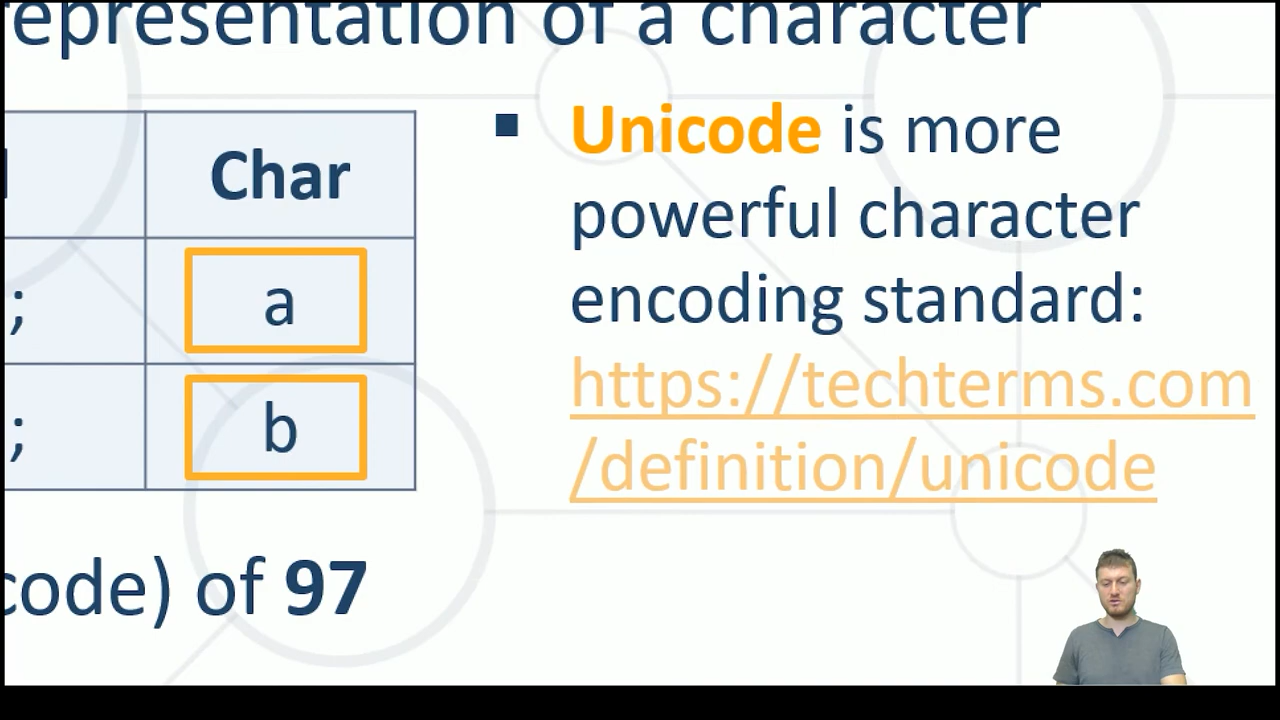 epresentation of a character
Char
; a
; b
code) of 97
▪ Unicode is more
powerful character
encoding standard:
https://techterms.com
/definition/unicode